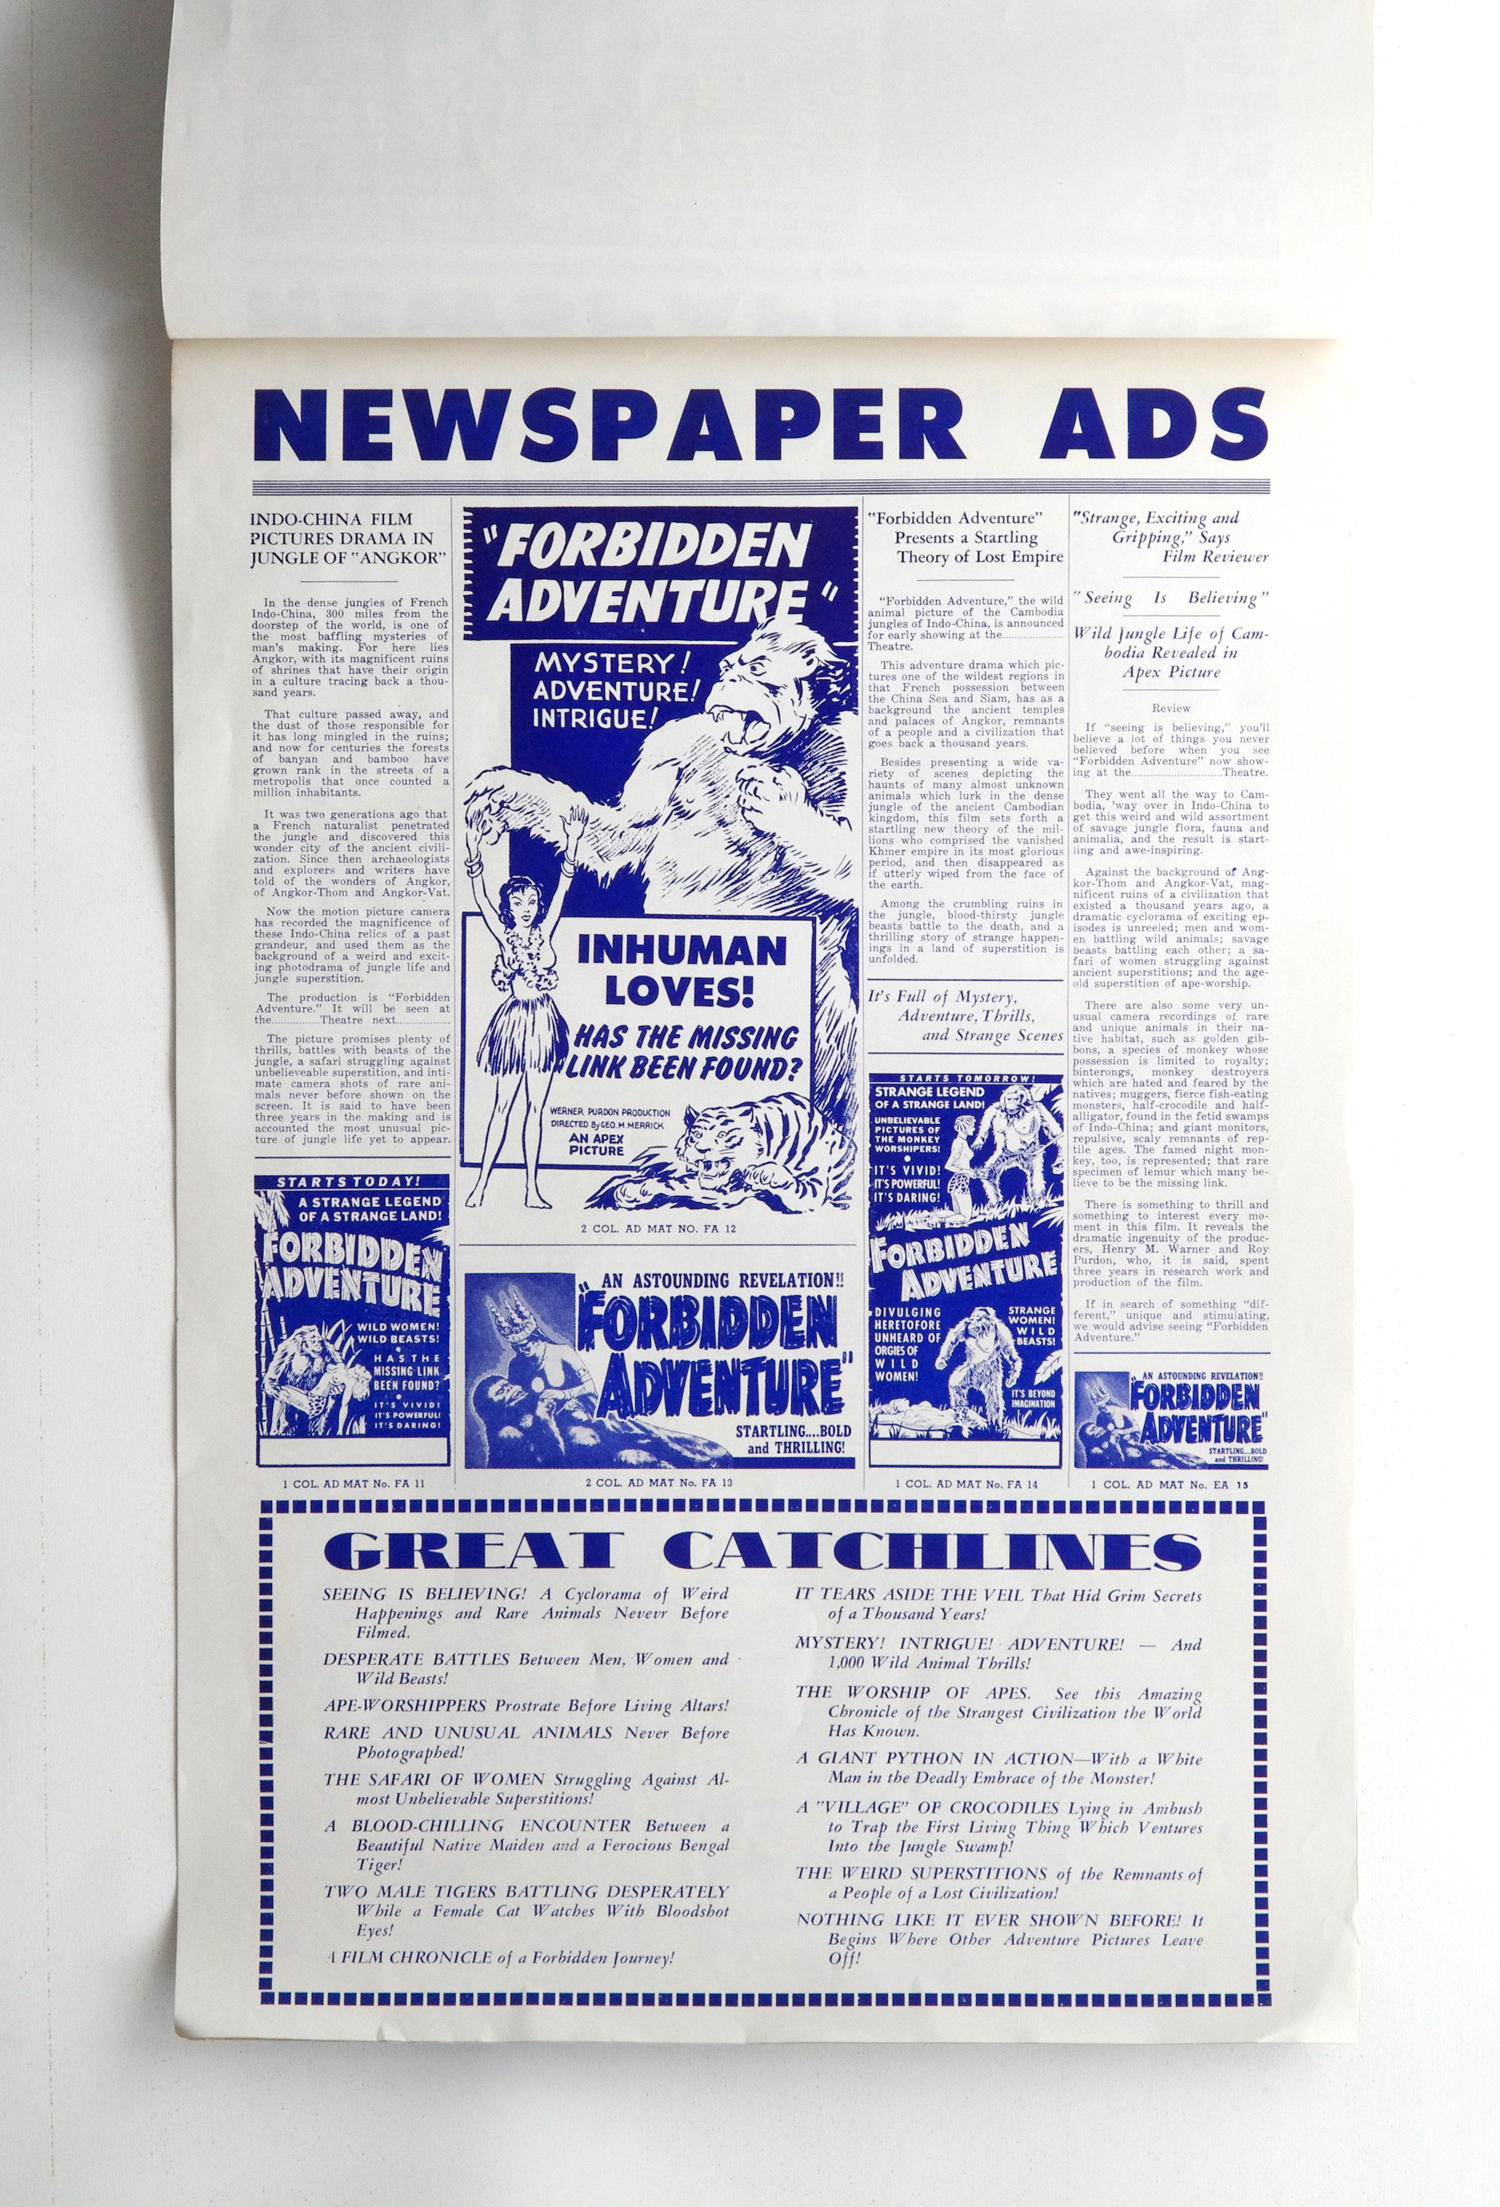 NEWSPAPER ADS
INDO-CHINA FILM
PICTURES DRAMA IN
JUNGLE OF "ANGKOR"
In the dense jungles of French
Indo-China, 300 miles from the
doorstep of the world, is one of
the most baffling mysteries of
man's making. For here lies
Angkor, with its magnificent ruins
of shrines that have their origin
in a culture tracing back a thou-
sand years.
That culture passed away, and
the dust of those responsible for
it has long mingled in the ruins;
and now for centuries the forests
of banyan and bamboo have
grown rank in the streets of a
metropolis that once counted a
million inhabitants.
It was two generations ago that
a French naturalist penetrated
the jungle and discovered this
wonder city of the ancient civili-
zation. Since then archaeologists
and explorers and writers have
told of the wonders of Angkor,
of Angkor-Thom and Angkor-Vat.
Now the motion picture camera
has recorded the magnificence of
these Indo-China relics of a past
grandeur, and used them as the
background of a weird and excit-
ing photodrama of jungle life and
jungle superstition.
The production is "Forbidden
Adventure." It will be seen at
the.............Theatre next..............
The picture promises plenty of
thrills, battles with beasts of the
jungle, a safari struggling against
unbelieveable superstition, and inti-
mate camera shots of rare ani-
mals never before shown on the
screen. It is said to have been
three years in the making and is
accounted the most unusual pic-
ture of jungle life yet to appear.
STARTS TODAY!
A STRANGE LEGEND
OF A STRANGE LAND!
FORBIDDEN
ADVENTURE
WILD WOMEN!
WILD BEASTS!
HAS THE
MISSING LINK
BEEN FOUND?
IT'S VIVID!
IT'S POWERFUL!
IT'S DARING!
1 COL. AD MAT No. FA 11
"FORBIDDEN
ADVENTURE"
MYSTERY!
ADVENTURE!
INTRIGUE!
INHUMAN
LOVES!
HAS THE MISSING
LINK BEEN FOUND?
WERNER PURDON PRODUCTION
DIRECTED By GEO. M. MERRICK
AN APEX
PICTURE
2 COL. AD MAT NO. FA 12
AN ASTOUNDING REVELATION!!
"FORBIDDEN
ADVENTURE"
STARTLING....BOLD
and THRILLING!
2 COL. AD MAT No. FA 13
"Forbidden Adventure"
Presents a Startling
Theory of Lost Empire
"Forbidden Adventure," the wild
animal picture of the Cambodia
jungles of Indo-China, is announced
for early showing at the.................
Theatre.
This adventure drama which pic-
tures one of the wildest regions in
that French possession between
the China Sea and Siam, has as a
background the ancient temples
and palaces of Angkor, remnants
of a people and a civilization that
goes back a thousand years.
Besides presenting a wide va-
riety of scenes depicting the
haunts of many almost unknown
animals which lurk in the dense
jungle of the ancient Cambodian
kingdom, this film sets forth a
startling new theory of the mil-
lions who comprised the vanished
Khmer empire in its most glorious
period, and then disappeared as
if utterly wiped from the face of
the earth.
Among the crumbling ruins in
the jungle, blood-thirsty jungle
beasts battle to the death, and a
thrilling story of strange happen-
ings in a land of superstition is
unfolded.
It's Full of Mystery,
Adventure, Thrills,
and Strange Scenes
STARTS TOMORROW!
STRANGE LEGEND
OF A STRANGE LAND!
UNBELIEVABLE
PICTURES OF
THE MONKEY
WORSHIPERS!
IT'S VIVID!
IT'S POWERFUL!
IT'S DARING!
FORBIDDEN
ADVENTURE
DIVULGING
HERETOFORE
UNHEARD OF
ORGIES OF
WILD
WOMEN!
STRANGE
WOMEN!
WILD
BEASTS!
IT'S BEYOND
IMAGINATION
1 COL. AD MAT No. FA 14
"Strange, Exciting and
Gripping," Says
Film Reviewer
"Seeing Is Believing"
Wild Jungle Life of Cam-
bodia Revealed in
Apex Picture
Review
If "seeing is believing," you'll
believe a lot of things you never
believed before when you see
"Forbidden Adventure" now show-
ing at the.........................Theatre.
They went all the way to Cam-
bodia, 'way over in Indo-China to
get this weird and wild assortment
of savage jungle flora, fauna and
animalia, and the result is start-
ling and awe-inspiring.
Against the background of Ang-
kor-Thom and Angkor-Vat, mag-
nificent ruins of a civilization that
existed a thousand years ago, a
dramatic cyclorama of exciting ep-
isodes is unreeled; men and wom-
en battling wild animals; savage
beasts battling each other; a sa-
fari of women struggling against
ancient superstitions; and the age-
old superstition of ape-worship.
There are also some very un-
usual camera recordings of rare
and unique animals in their na-
tive habitat, such as golden gib-
bons, a species of monkey whose
possession is limited to royalty;
binterongs, monkey destroyers
which are hated and feared by the
natives; muggers, fierce fish-eating
monsters, half-crocodile and half-
alligator, found in the fetid swamps
of Indo-China; and giant monitors,
repulsive, scaly remnants of rep-
tile ages. The famed night mon-
key, too, is represented; that rare
specimen of lemur which many be-
lieve to be the missing link.
There is something to thrill and
something to interest every mo-
ment in this film. It reveals the
dramatic ingenuity of the produc-
ers, Henry M. Warner and Roy
Purdon, who, it is said, spent
three years in research work and
production of the film.
If in search of something "dif-
ferent," unique and stimulating,
we would advise seeing "Forbidden
Adventure."
AN ASTOUNDING REVELATION!!
"FORBIDDEN
ADVENTURE"
STARTLING...BOLD
and THRILLING!
1 COL. AD MAT No. EA 15
GREAT CATCHLINES
SEEING IS BELIEVING! A Cyclorama of Weird
Happenings and Rare Animals Nevevr Before
Filmed.
DESPERATE BATTLES Between Men, Women and
Wild Beasts!
APE-WORSHIPPERS Prostrate Before Living Altars!
RARE AND UNUSUAL ANIMALS Never Before
Photographed!
THE SAFARI OF WOMEN Struggling Against Al-
most Unbelievable Superstitions!
A BLOOD-CHILLING ENCOUNTER Between a
Beautiful Native Maiden and a Ferocious Bengal
Tiger!
TWO MALE TIGERS BATTLING DESPERATELY
While a Female Cat Watches With Bloodshot
Eyes!
A FILM CHRONICLE of a Forbidden Journey!
IT TEARS ASIDE THE VEIL That Hid Grim Secrets
of a Thousand Years!
MYSTERY! INTRIGUE! ADVENTURE! — And
1,000 Wild Animal Thrills!
THE WORSHIP OF APES. See this Amazing
Chronicle of the Strangest Civilization the World
Has Known.
A GIANT PYTHON IN ACTION—With a White
Man in the Deadly Embrace of the Monster!
A "VILLAGE" OF CROCODILES Lying in Ambush
to Trap the First Living Thing Which Ventures
Into the Jungle Swamp!
THE WEIRD SUPERSTITIONS of the Remnants of
a People of a Lost Civilization!
NOTHING LIKE IT EVER SHOWN BEFORE! It
Begins Where Other Adventure Pictures Leave
Off!